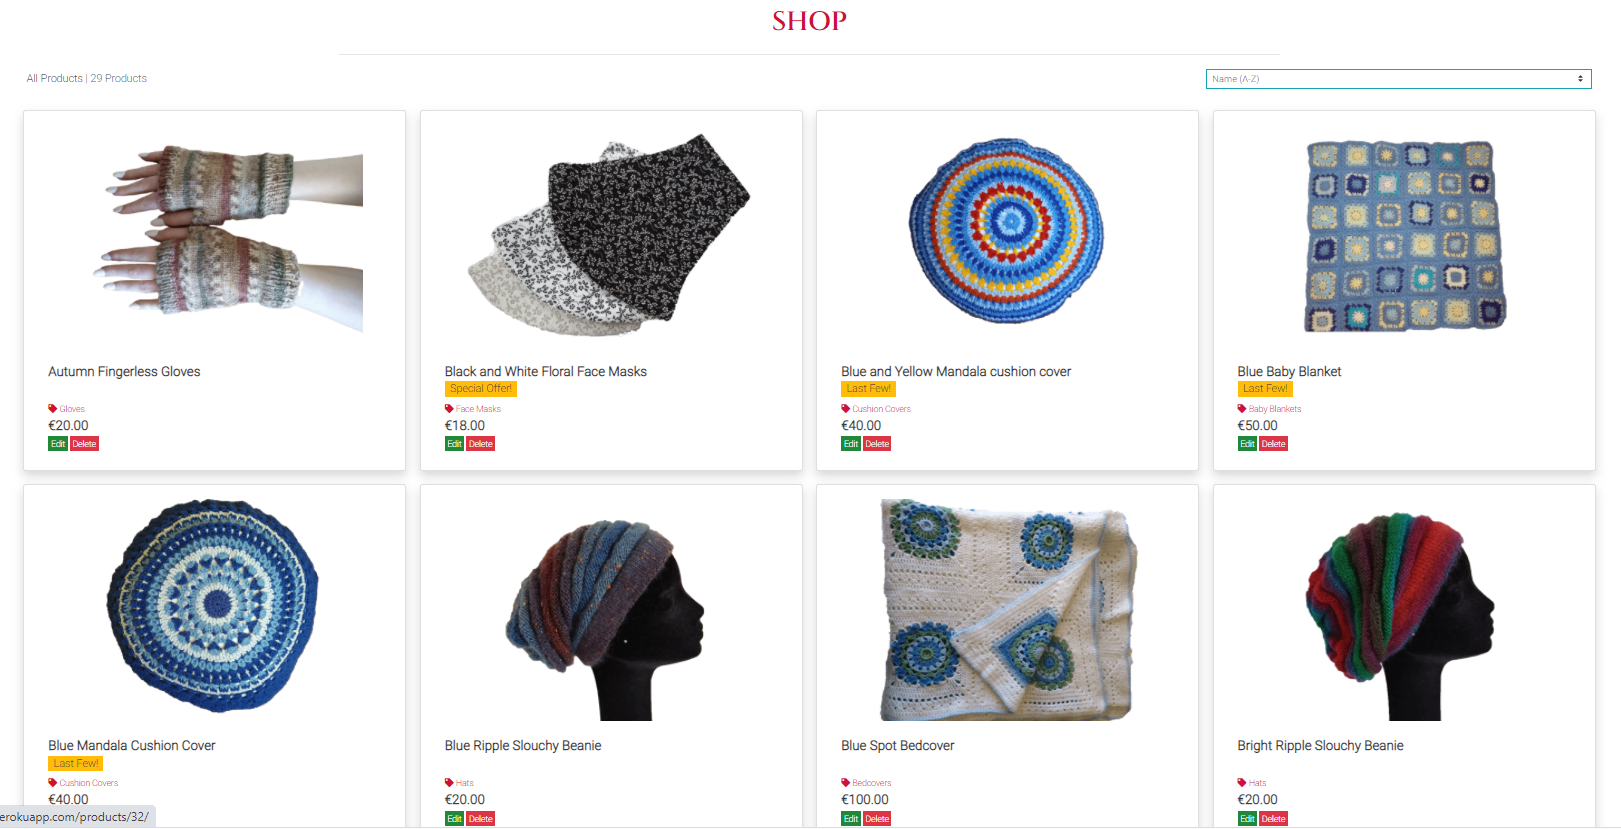 SHOP
All Products | 29 Products
Name (A-Z)
Autumn Fingerless Gloves
Gloves
€20.00
Edit Delete
Black and White Floral Face Masks
Special Offer!
Face Masks
€18.00
Edit Delete
Blue and Yellow Mandala cushion cover
Last Few!
Cushion Covers
€40.00
Edit Delete
Blue Baby Blanket
Last Few!
Baby Blankets
€50.00
Edit Delete
Blue Mandala Cushion Cover
Last Few!
Cushion Covers
€40.00
Blue Ripple Slouchy Beanie
Hats
€20.00
Edit Delete
Blue Spot Bedcover
Bedcovers
€100.00
Edit Delete
Bright Ripple Slouchy Beanie
Hats
€20.00
Edit Delete
erokuapp.com/products/32/